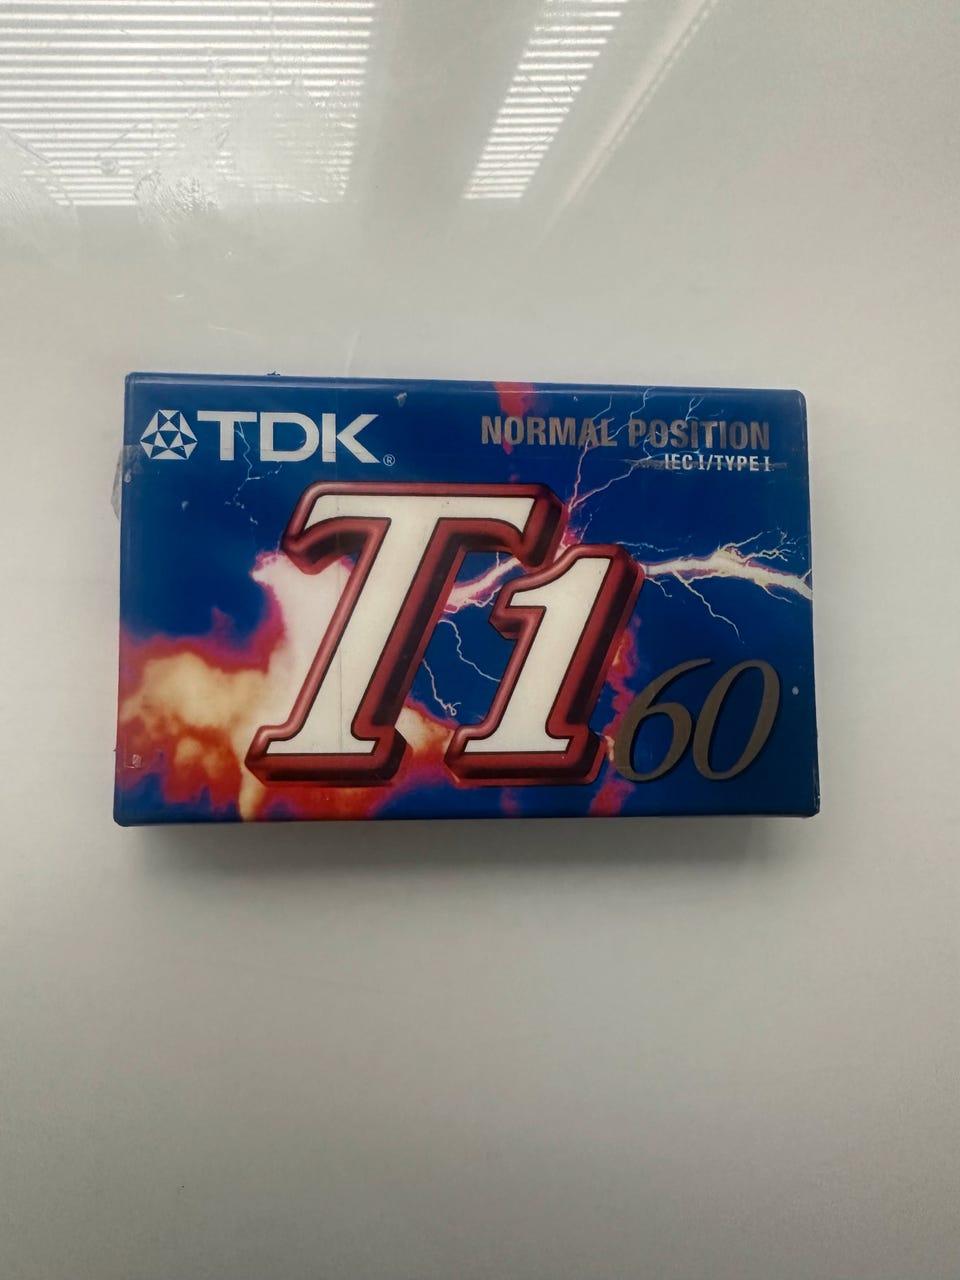 TDK®
NORMAL POSITION
IEC I/TYPE I
T1
60